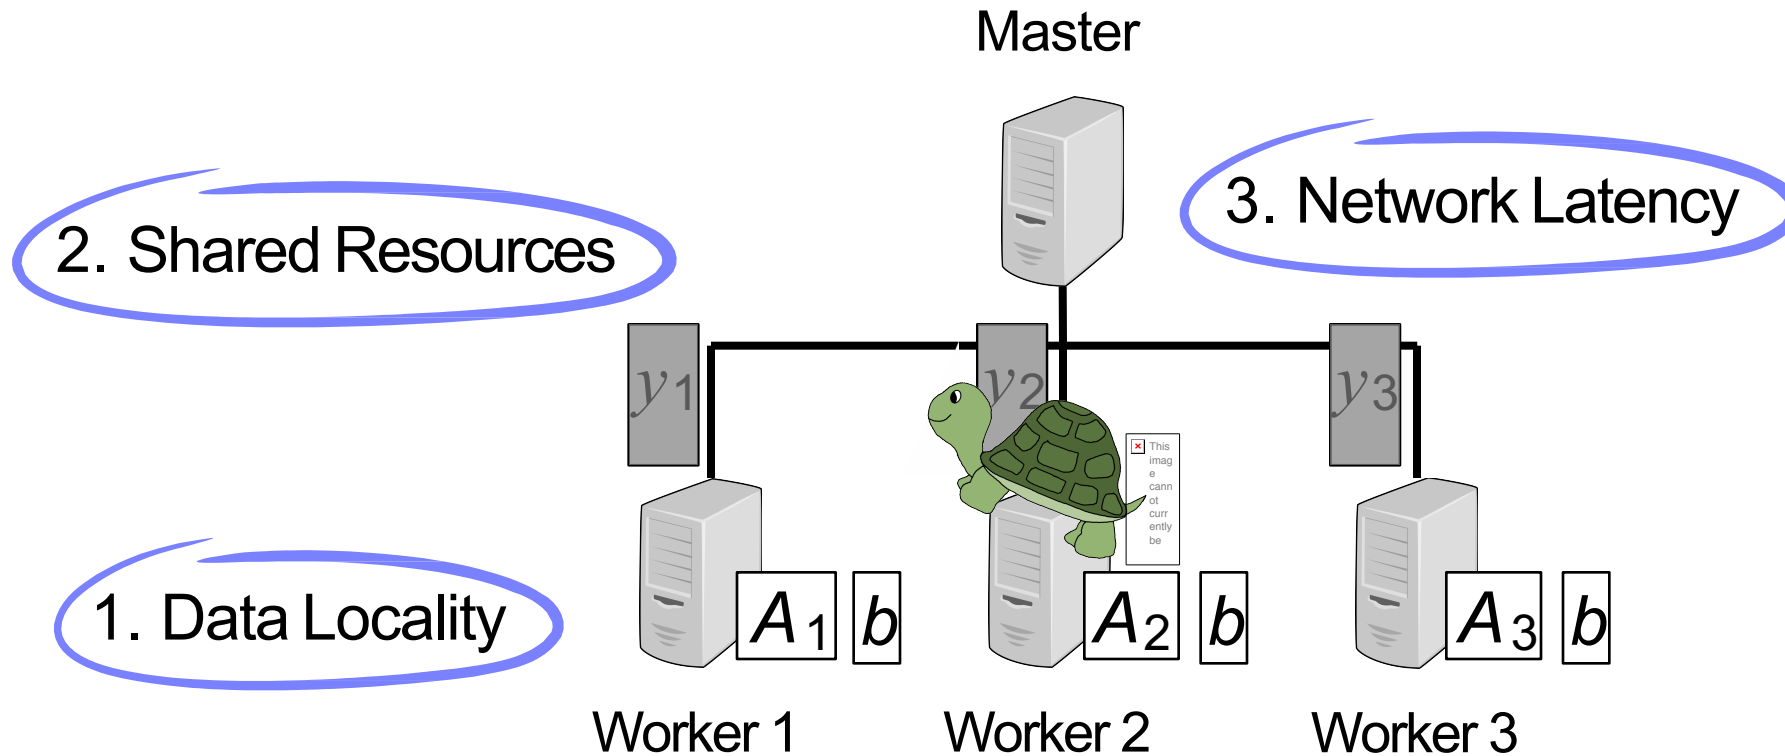 Master
3. Network Latency
2. Shared Resources
y1
y2
y3
This
imag
e
cann
ot
curr
ently
be
1. Data Locality
A1 b
A2 b
A3 b
Worker 1
Worker 2
Worker 3